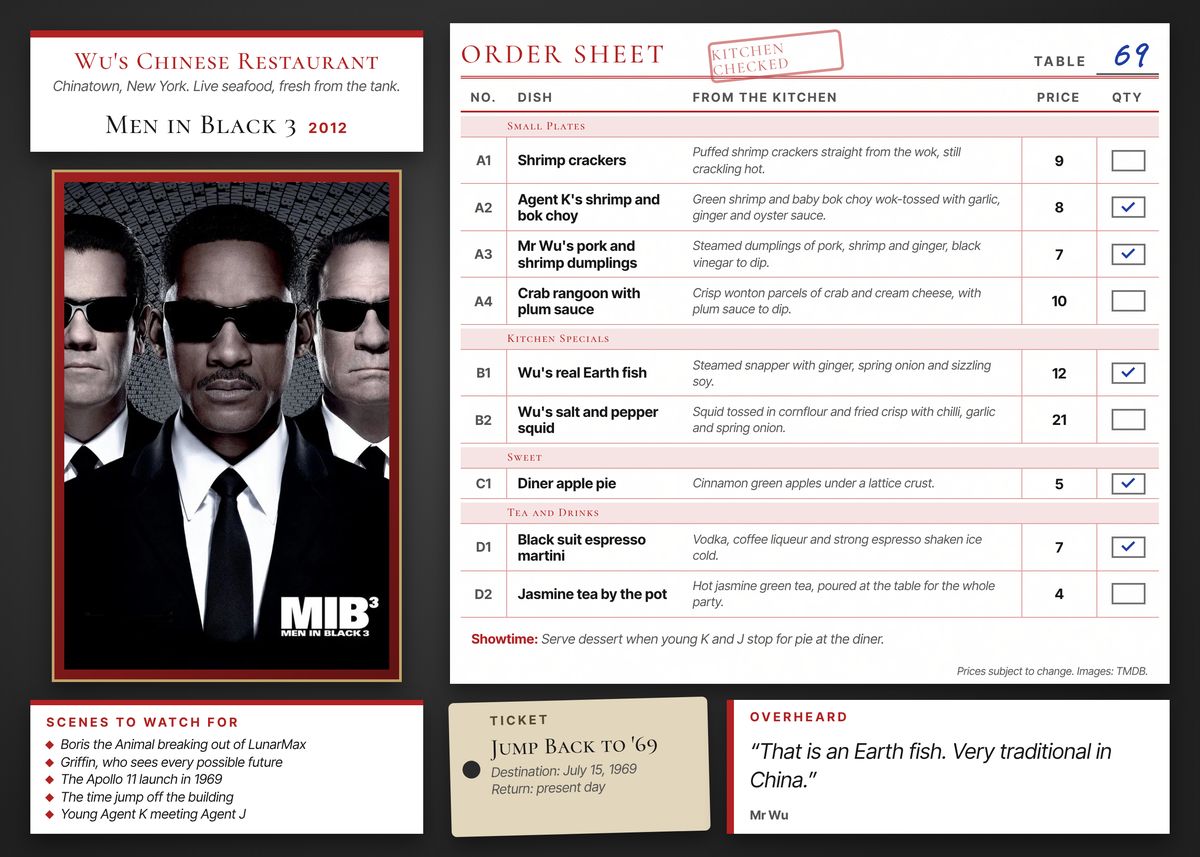 Wu's Chinese Restaurant
Chinatown, New York. Live seafood, fresh from the tank.
Men in Black 3 2012
MIB3
MEN IN BLACK 3
SCENES TO WATCH FOR
Boris the Animal breaking out of LunarMax
Griffin, who sees every possible future
The Apollo 11 launch in 1969
The time jump off the building
Young Agent K meeting Agent J
ORDER SHEET
KITCHEN
CHECKED
TABLE 69
NO. DISH FROM THE KITCHEN PRICE QTY
Small Plates
A1 Shrimp crackers Puffed shrimp crackers straight from the wok, still
crackling hot. 9
A2 Agent K's shrimp and
bok choy Green shrimp and baby bok choy wok-tossed with garlic,
ginger and oyster sauce. 8
A3 Mr Wu's pork and
shrimp dumplings Steamed dumplings of pork, shrimp and ginger, black
vinegar to dip. 7
A4 Crab rangoon with
plum sauce Crisp wonton parcels of crab and cream cheese, with
plum sauce to dip. 10
Kitchen Specials
B1 Wu's real Earth fish Steamed snapper with ginger, spring onion and sizzling
soy. 12
B2 Wu's salt and pepper
squid Squid tossed in cornflour and fried crisp with chilli, garlic
and spring onion. 21
Sweet
C1 Diner apple pie Cinnamon green apples under a lattice crust. 5
Tea and Drinks
D1 Black suit espresso
martini Vodka, coffee liqueur and strong espresso shaken ice
cold. 7
D2 Jasmine tea by the pot Hot jasmine green tea, poured at the table for the whole
party. 4
Showtime: Serve dessert when young K and J stop for pie at the diner.
Prices subject to change. Images: TMDB.
TICKET
Jump Back to '69
Destination: July 15, 1969
Return: present day
OVERHEARD
“That is an Earth fish. Very traditional in
China.”
Mr Wu